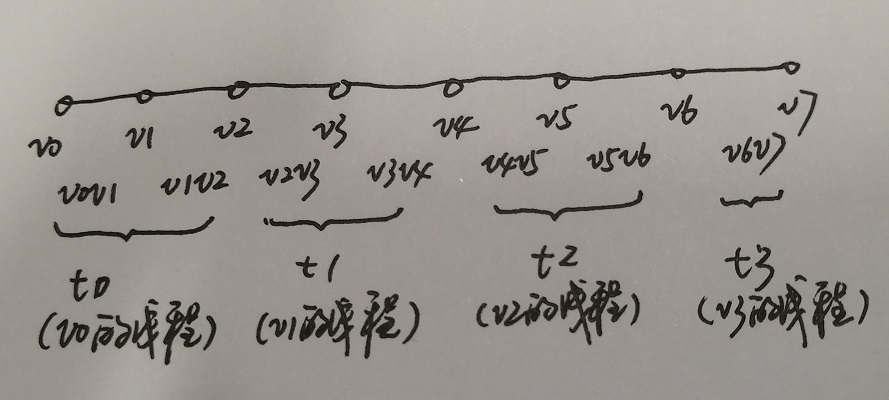 v0 v1 v2 v3 v4 v5 v6 v7
v0v1 v1v2 v2v3 v3v4 v4v5 v5v6 v6v7
t0 t1 t2 t3
(v0的线程) (v1的线程) (v2的线程) (v3的线程)